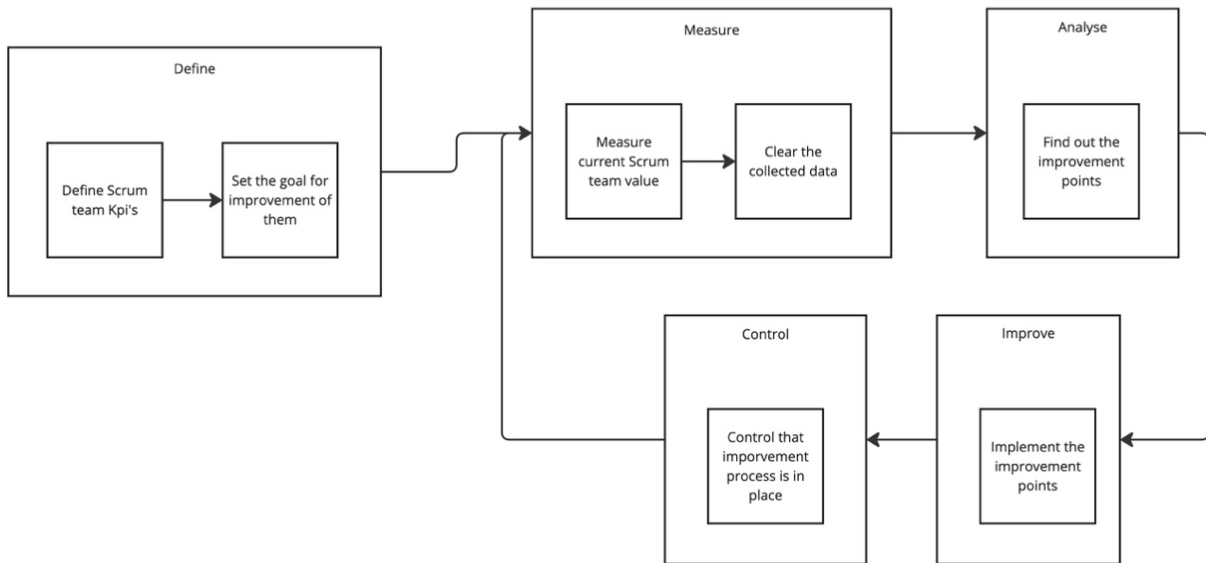 Define
Define Scrum
team Kpi's
Set the goal for
improvement of
them
Measure
Measure
current Scrum
team value
Clear the
collected data
Analyse
Find out the
improvement
points
Improve
Implement the
improvement
points
Control
Control that
imporvement
process is in
place